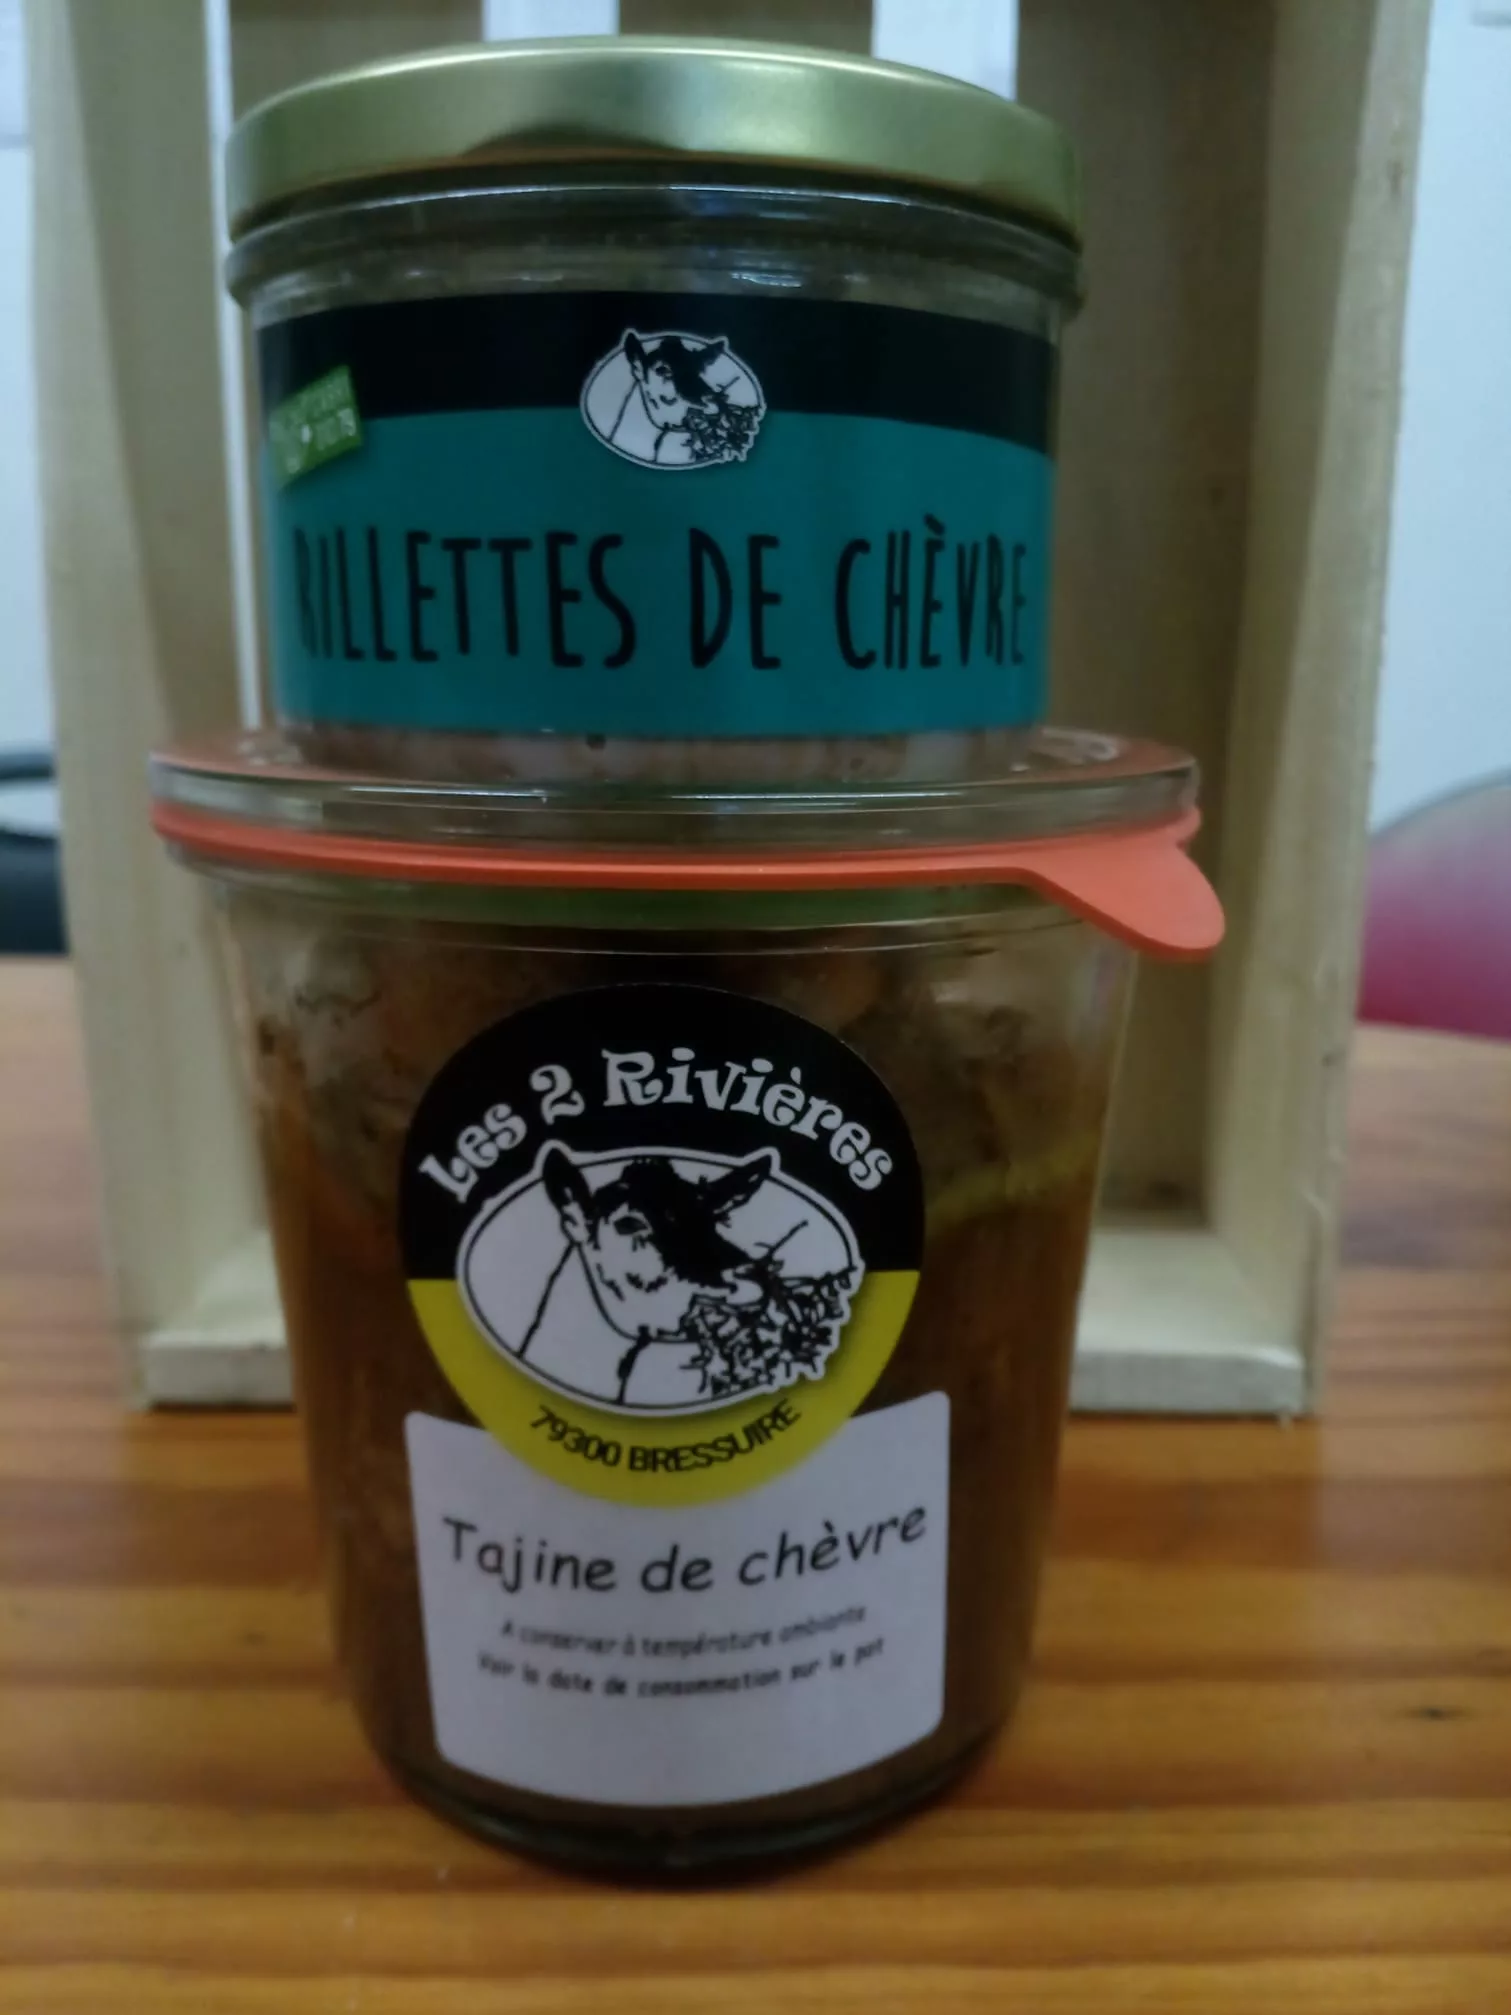 RILLETTES DE CHÈVRE
Les 2 Rivières
79300 BRESSUIRE
Tajine de chèvre
A conserver à température ambiante
Voir la date de consommation sur le pot